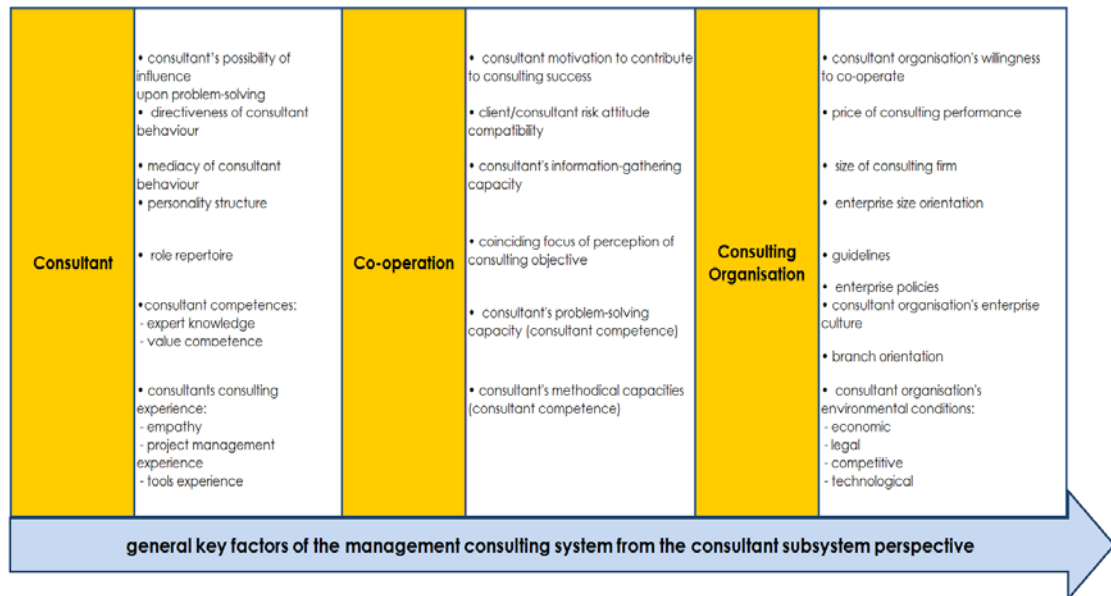 Consultant
• consultant's possibility of
influence
upon problem-solving
• directiveness of consultant
behaviour
• mediacy of consultant
behaviour
• personality structure
• role repertoire
•consultant competences:
- expert knowledge
- value competence
• consultants consulting
experience:
- empathy
- project management
experience
- tools experience
Co-operation
• consultant motivation to contribute
to consulting success
• client/consultant risk attitude
compatibility
• consultant's information-gathering
capacity
• coinciding focus of perception of
consulting objective
• consultant's problem-solving
capacity (consultant competence)
• consultant's methodical capacities
(consultant competence)
Consulting
Organisation
• consultant organisation's willingness
to co-operate
• price of consulting performance
• size of consulting firm
• enterprise size orientation
• guidelines
• enterprise policies
• consultant organisation's enterprise
culture
• branch orientation
• consultant organisation's
environmental conditions:
- economic
- legal
- competitive
- technological
general key factors of the management consulting system from the consultant subsystem perspective